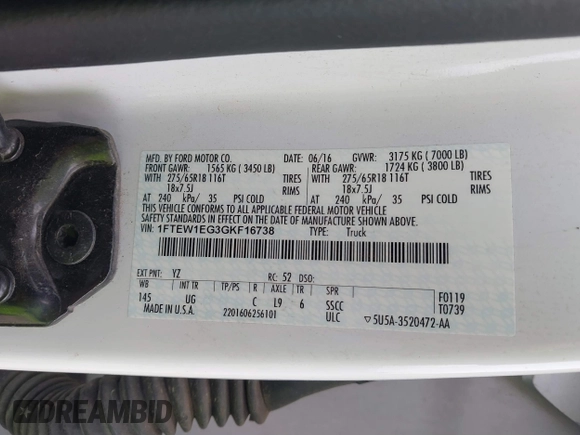 MFD. BY FORD MOTOR CO. DATE: 06/16 GVWR: 3175 KG ( 7000 LB)
FRONT GAWR: 1565 KG ( 3450 LB) REAR GAWR: 1724 KG ( 3800 LB)
WITH 275/65R18 116T TIRES WITH 275/65R18 116T TIRES
18x7.5J RIMS 18x7.5J RIMS
AT 240 kPa/ 35 PSI COLD AT 240 kPa/ 35 PSI COLD
THIS VEHICLE CONFORMS TO ALL APPLICABLE FEDERAL MOTOR VEHICLE
SAFETY AND THEFT PREVENTION STANDARDS IN EFFECT ON THE DATE OF MANUFACTURE
SHOWN ABOVE.
VIN: 1FTEW1EG3GKF16738 TYPE: Truck
EXT PNT: YZ RC: 52 DSO:
WB INT TR TP/PS R AXLE TR SPR
145 UG C L9 6 SSCC F0119
ULC T0739
MADE IN U.S.A. 2201606256101 ▽5U5A-3520472-AA
DREAMBID